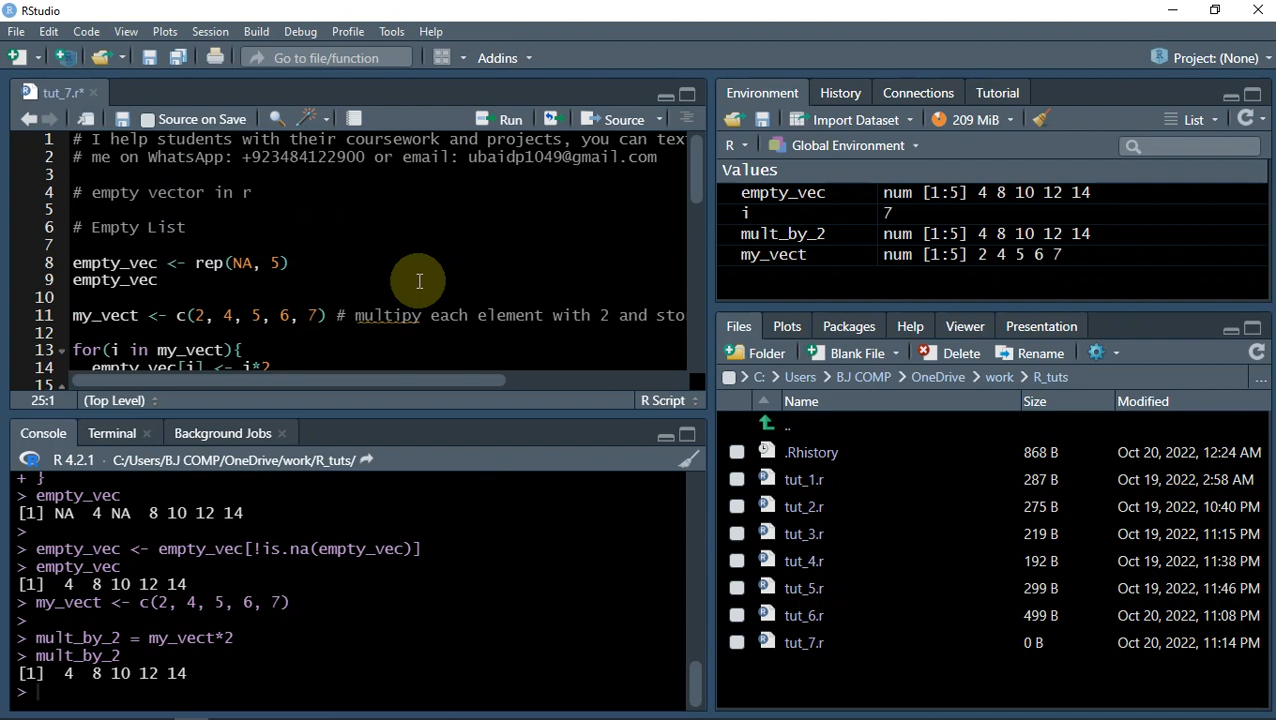 RStudio
File Edit Code View Plots Session Build Debug Profile Tools Help
Go to file/function Addins Project: (None)
tut_7.r*
Source on Save Run Source
1 # I help students with their coursework and projects, you can tex
2 # me on WhatsApp: +923484122900 or email: ubaidp1049@gmail.com
3
4 # empty vector in r
5
6 # Empty List
7
8 empty_vec <- rep(NA, 5)
9 empty_vec
10
11 my_vect <- c(2, 4, 5, 6, 7) # multipy each element with 2 and sto
12
13 for(i in my_vect){
14 empty_vec[i] <- i*2
15
25:1 (Top Level) R Script
Console Terminal Background Jobs
R 4.2.1 · C:/Users/BJ COMP/OneDrive/work/R_tuts/
+ }
> empty_vec
[1] NA 4 NA 8 10 12 14
>
> empty_vec <- empty_vec[!is.na(empty_vec)]
> empty_vec
[1] 4 8 10 12 14
> my_vect <- c(2, 4, 5, 6, 7)
>
> mult_by_2 = my_vect*2
> mult_by_2
[1] 4 8 10 12 14
>
Environment History Connections Tutorial
Import Dataset 209 MiB List
R Global Environment
Values
empty_vec num [1:5] 4 8 10 12 14
i 7
mult_by_2 num [1:5] 4 8 10 12 14
my_vect num [1:5] 2 4 5 6 7
Files Plots Packages Help Viewer Presentation
Folder Blank File Delete Rename
C: Users BJ COMP OneDrive work R_tuts ...
Name Size Modified
..
.Rhistory 868 B Oct 20, 2022, 12:24 AM
tut_1.r 287 B Oct 19, 2022, 2:58 AM
tut_2.r 275 B Oct 19, 2022, 10:40 PM
tut_3.r 219 B Oct 19, 2022, 11:15 PM
tut_4.r 192 B Oct 19, 2022, 11:38 PM
tut_5.r 299 B Oct 19, 2022, 11:46 PM
tut_6.r 499 B Oct 20, 2022, 11:08 PM
tut_7.r 0 B Oct 20, 2022, 11:14 PM